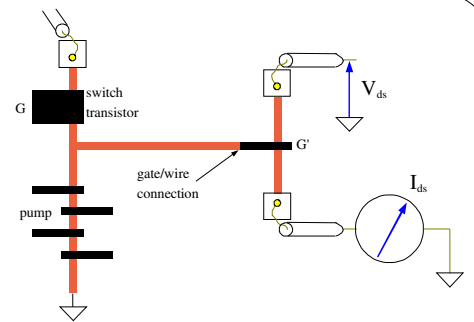 G
switch
transistor
V ds
G'
gate/wire
connection
I ds
pump